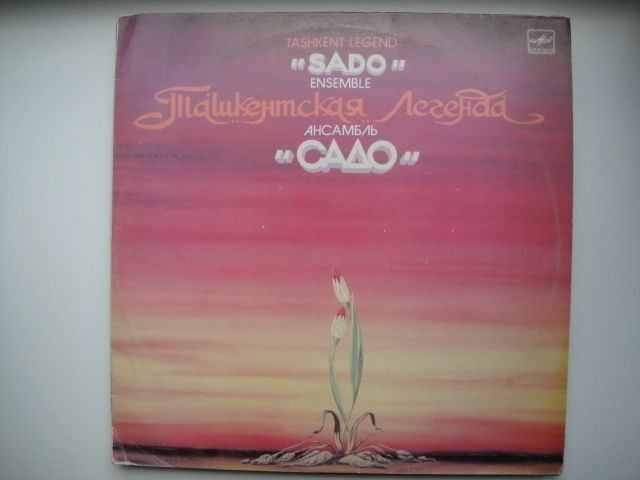 TASHKENT LEGEND
"SADO"
ENSEMBLE
Ташкентская Легенда
АНСАМБЛЬ
"САДО"